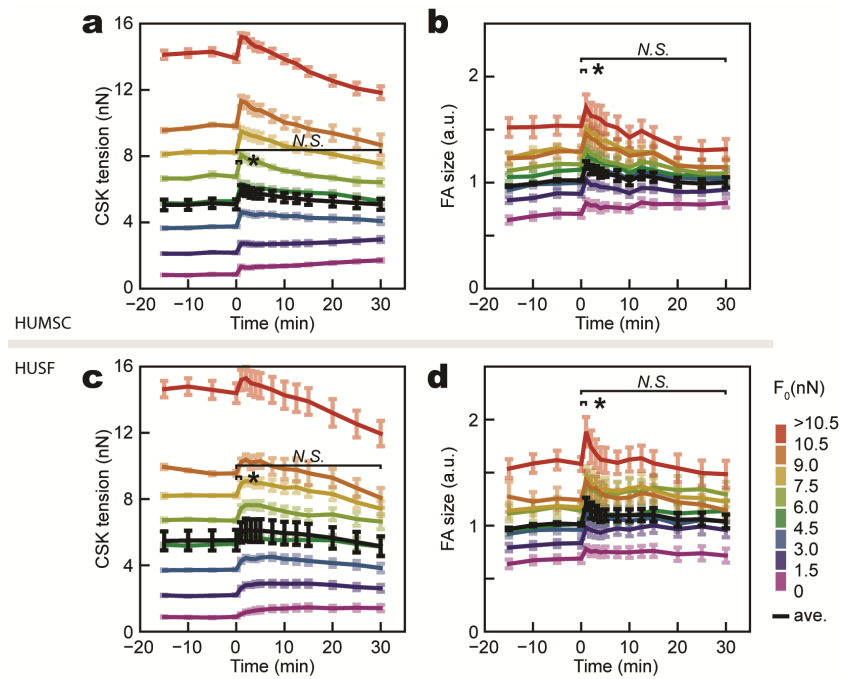 a
b
16
12
8
4
0
CSK tension (nN)
N.S.
*
−20 −10 0 10 20 30
Time (min)
2
1
0
FA size (a.u.)
N.S.
*
−20 −10 0 10 20 30
Time (min)
HUMSC
HUSF
c
d
16
12
8
4
0
CSK tension (nN)
N.S.
*
−20 −10 0 10 20 30
Time (min)
2
1
0
FA size (a.u.)
N.S.
*
−20 −10 0 10 20 30
Time (min)
F0(nN)
>10.5
10.5
9.0
7.5
6.0
4.5
3.0
1.5
0
ave.